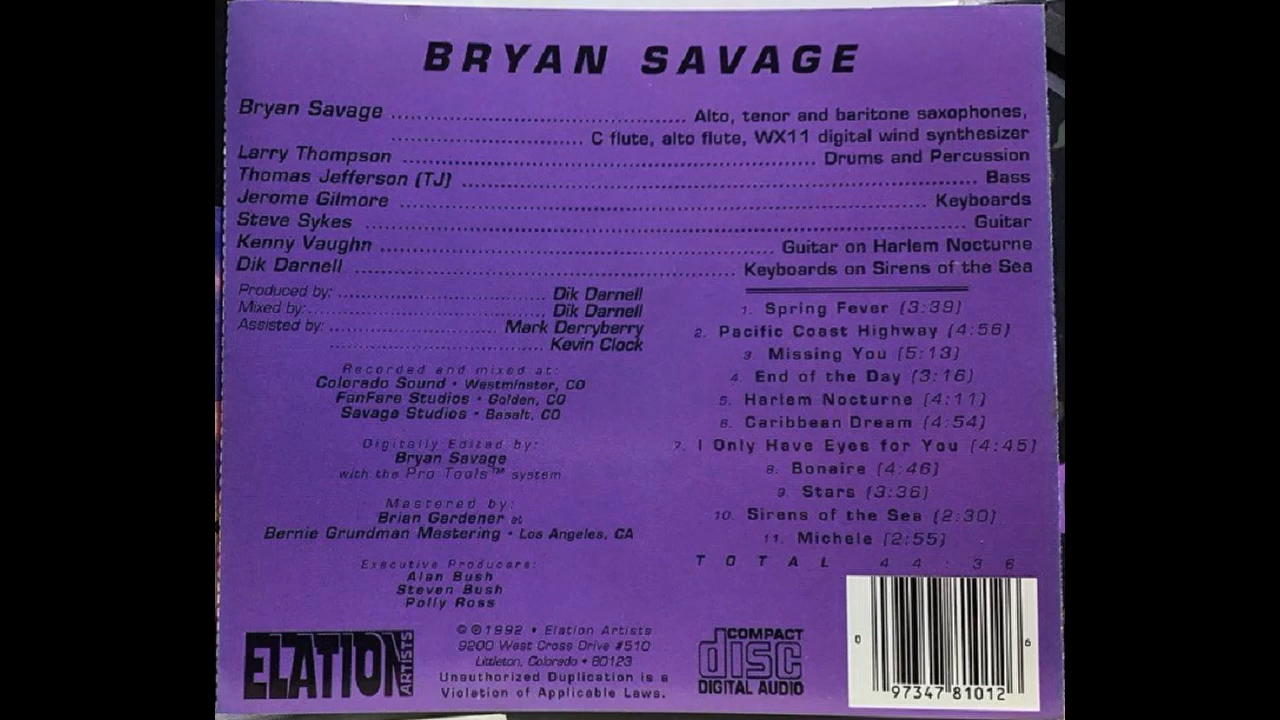 BRYAN SAVAGE
Bryan Savage ........ Alto, tenor and baritone saxophones,
........ C flute, alto flute, WX11 digital wind synthesizer
Larry Thompson ........ Drums and Percussion
Thomas Jefferson (TJ) ........ Bass
Jerome Gilmore ........ Keyboards
Steve Sykes ........ Guitar
Kenny Vaughn ........ Guitar on Harlem Nocturne
Dik Darnell ........ Keyboards on Sirens of the Sea
Produced by: ........ Dik Darnell
Mixed by: ........ Dik Darnell
Assisted by: ........ Mark Derryberry
........ Kevin Clock
Recorded and mixed at:
Colorado Sound • Westminster, CO
FanFare Studios • Golden, CO
Savage Studios • Basalt, CO
Digitally Edited by:
Bryan Savage
with the Pro Tools™ system
Mastered by:
Brian Gardener at
Bernie Grundman Mastering • Los Angeles, CA
Executive Producers:
Alan Bush
Steven Bush
Polly Ross
1. Spring Fever (3:39)
2. Pacific Coast Highway (4:56)
3. Missing You (5:13)
4. End of the Day (3:16)
5. Harlem Nocturne (4:11)
6. Caribbean Dream (4:54)
7. I Only Have Eyes for You (4:45)
8. Bonaire (4:46)
9. Stars (3:36)
10. Sirens of the Sea (2:30)
11. Michele (2:55)
TOTAL 44:36
ELATION ARTISTS
© ℗ 1992 • Elation Artists
9200 West Cross Drive #510
Littleton, Colorado • 80123
Unauthorized Duplication is a
Violation of Applicable Laws.
COMPACT
disc
DIGITAL AUDIO
0 97347 81012 6